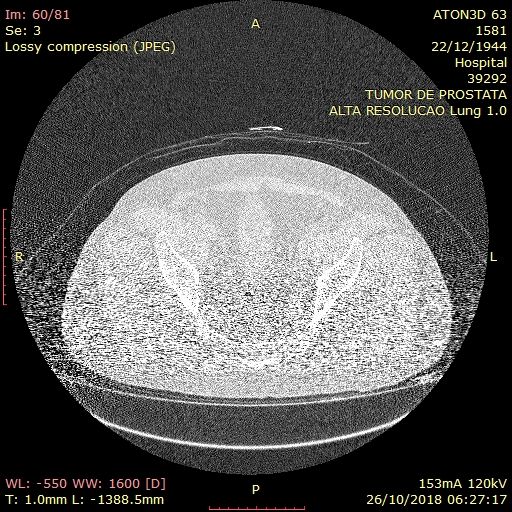 Im: 60/81
Se: 3
Lossy compression (JPEG)
ATON3D 63
1581
22/12/1944
Hospital
39292
TUMOR DE PROSTATA
ALTA RESOLUCAO Lung 1.0
A
R
L
P
WL: -550 WW: 1600 [D]
T: 1.0mm L: -1388.5mm
153mA 120kV
26/10/2018 06:27:17